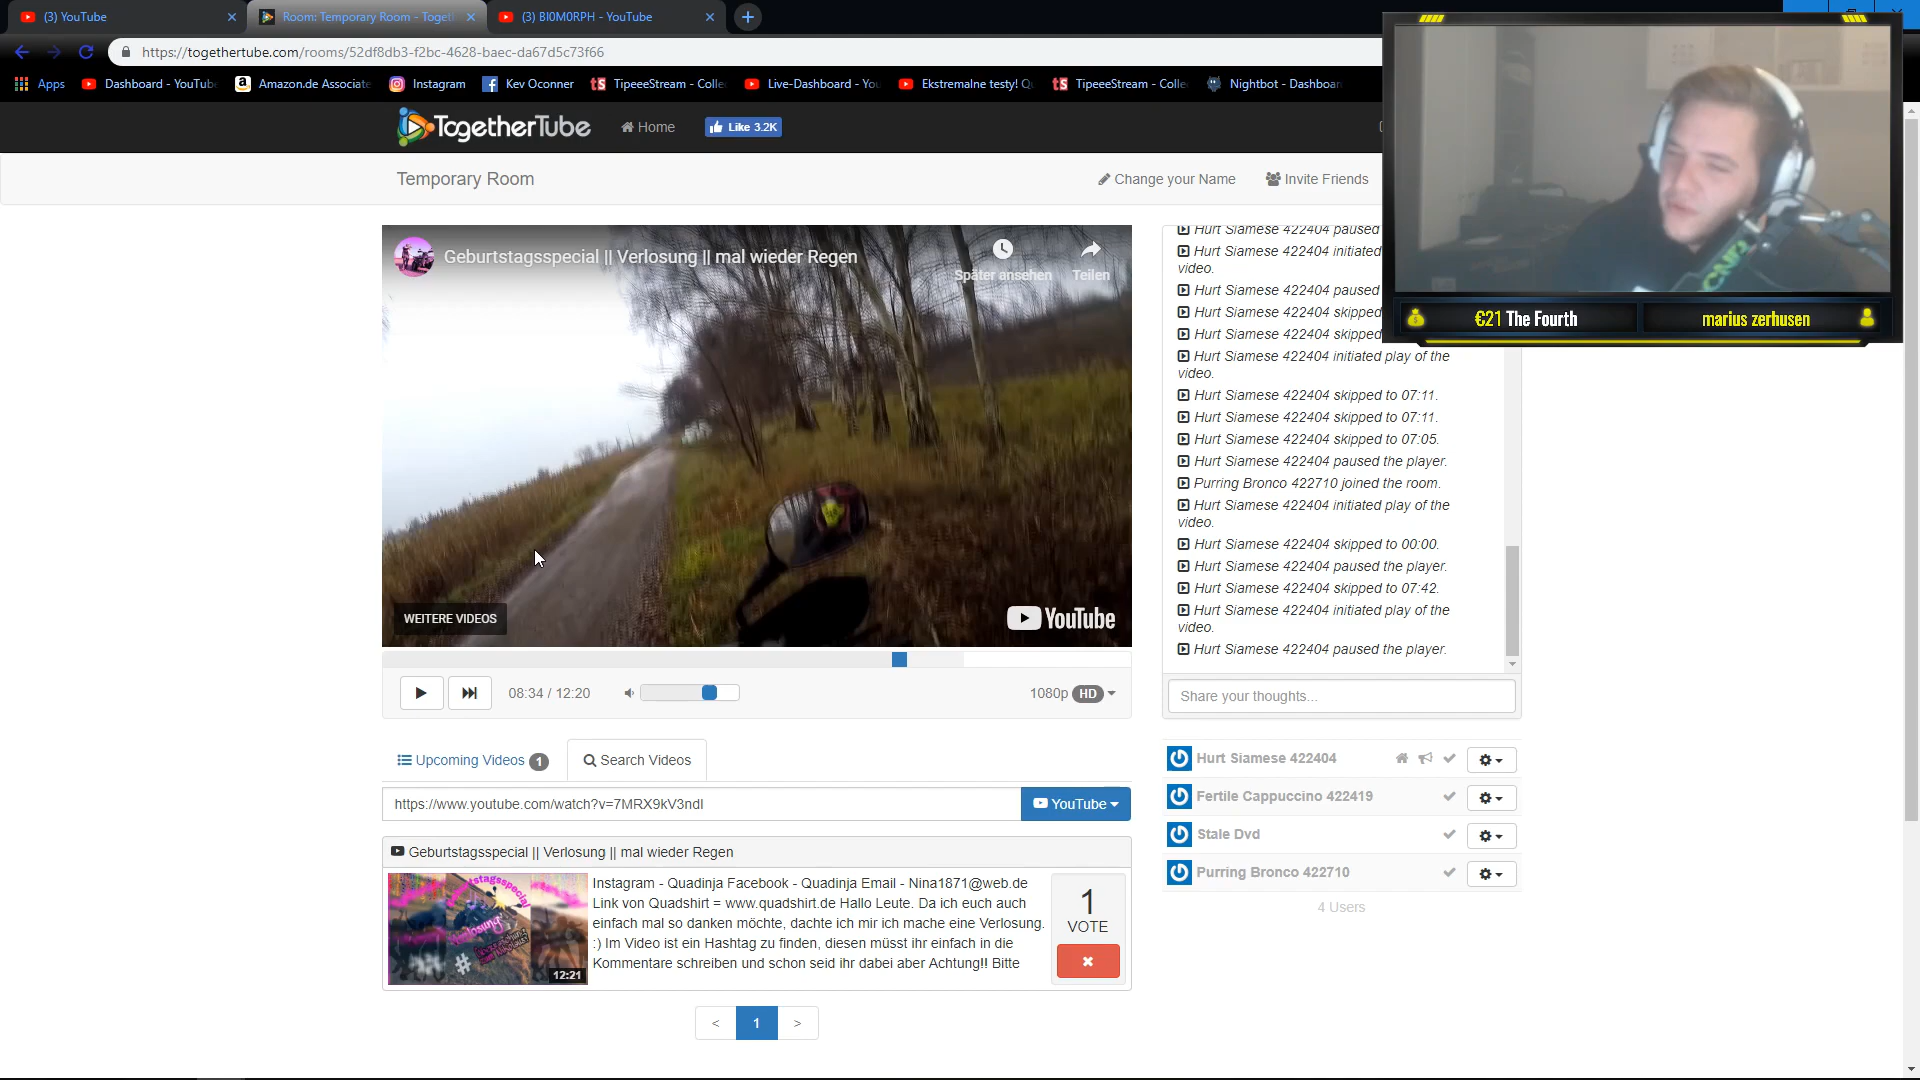 (3) YouTube
Room: Temporary Room - Togeth
(3) BI0M0RPH - YouTube
https://togethertube.com/rooms/52df8db3-f2bc-4628-baec-da67d5c73f66
Apps
Dashboard - YouTube
Amazon.de Associate
Instagram
Kev Oconner
TipeeeStream - Colle
Live-Dashboard - You
Ekstremalne testy! Qu
TipeeeStream - Colle
Nightbot - Dashboar
TogetherTube
Home
Like 3.2K
Temporary Room
Change your Name
Invite Friends
€21 The Fourth
marius zerhusen
Geburtstagsspecial || Verlosung || mal wieder Regen
Später ansehen
Teilen
WEITERE VIDEOS
YouTube
08:34 / 12:20
1080p HD
Hurt Siamese 422404 paused
Hurt Siamese 422404 initiated
video.
Hurt Siamese 422404 paused
Hurt Siamese 422404 skipped
Hurt Siamese 422404 skipped
Hurt Siamese 422404 initiated play of the
video.
Hurt Siamese 422404 skipped to 07:11.
Hurt Siamese 422404 skipped to 07:11.
Hurt Siamese 422404 skipped to 07:05.
Hurt Siamese 422404 paused the player.
Purring Bronco 422710 joined the room.
Hurt Siamese 422404 initiated play of the
video.
Hurt Siamese 422404 skipped to 00:00.
Hurt Siamese 422404 paused the player.
Hurt Siamese 422404 skipped to 07:42.
Hurt Siamese 422404 initiated play of the
video.
Hurt Siamese 422404 paused the player.
Share your thoughts...
Upcoming Videos 1
Search Videos
https://www.youtube.com/watch?v=7MRX9kV3ndI
YouTube
Geburtstagsspecial || Verlosung || mal wieder Regen
12:21
Instagram - Quadinja Facebook - Quadinja Email - Nina1871@web.de
Link von Quadshirt = www.quadshirt.de Hallo Leute. Da ich euch auch
einfach mal so danken möchte, dachte ich mir ich mache eine Verlosung.
:) Im Video ist ein Hashtag zu finden, diesen müsst ihr einfach in die
Kommentare schreiben und schon seid ihr dabei aber Achtung!! Bitte
1
VOTE
< 1 >
Hurt Siamese 422404
Fertile Cappuccino 422419
Stale Dvd
Purring Bronco 422710
4 Users